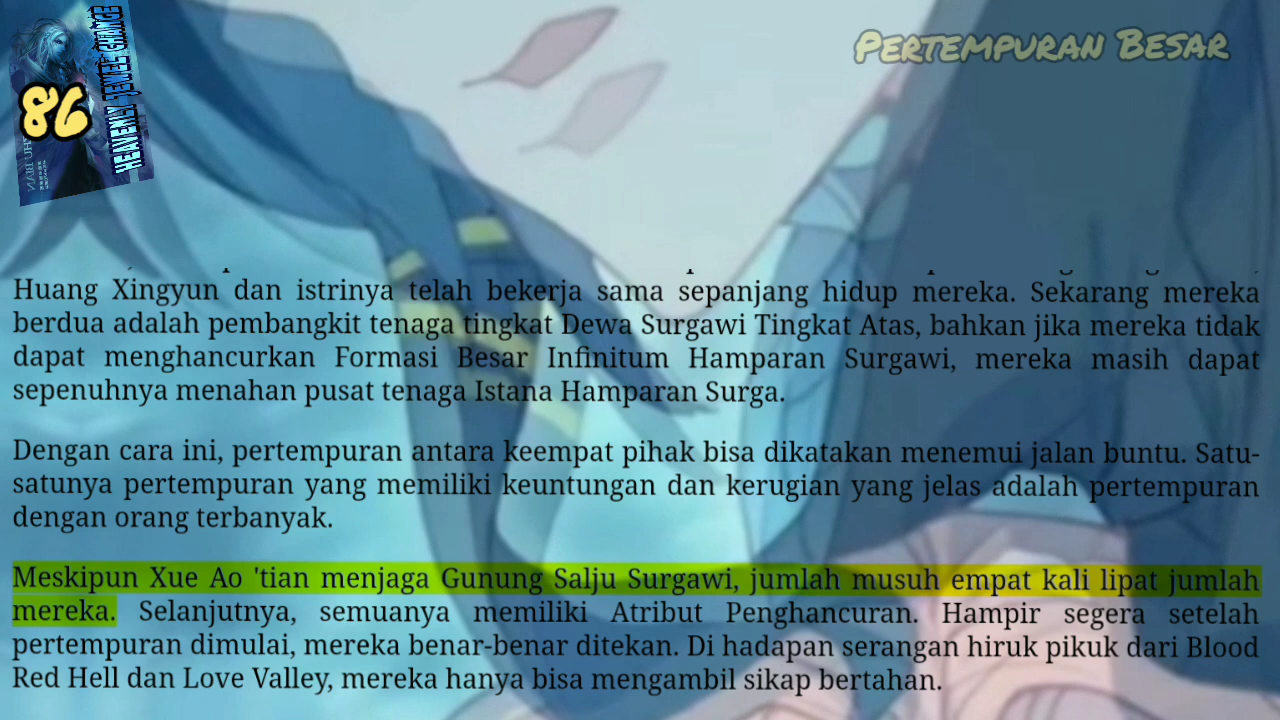 HEAVENLY JEWEL CHANGE
86
Pertempuran Besar
Huang Xingyun dan istrinya telah bekerja sama sepanjang hidup mereka. Sekarang mereka
berdua adalah pembangkit tenaga tingkat Dewa Surgawi Tingkat Atas, bahkan jika mereka tidak
dapat menghancurkan Formasi Besar Infinitum Hamparan Surgawi, mereka masih dapat
sepenuhnya menahan pusat tenaga Istana Hamparan Surga.
Dengan cara ini, pertempuran antara keempat pihak bisa dikatakan menemui jalan buntu. Satu-
satunya pertempuran yang memiliki keuntungan dan kerugian yang jelas adalah pertempuran
dengan orang terbanyak.
Meskipun Xue Ao 'tian menjaga Gunung Salju Surgawi, jumlah musuh empat kali lipat jumlah
mereka. Selanjutnya, semuanya memiliki Atribut Penghancuran. Hampir segera setelah
pertempuran dimulai, mereka benar-benar ditekan. Di hadapan serangan hiruk pikuk dari Blood
Red Hell dan Love Valley, mereka hanya bisa mengambil sikap bertahan.